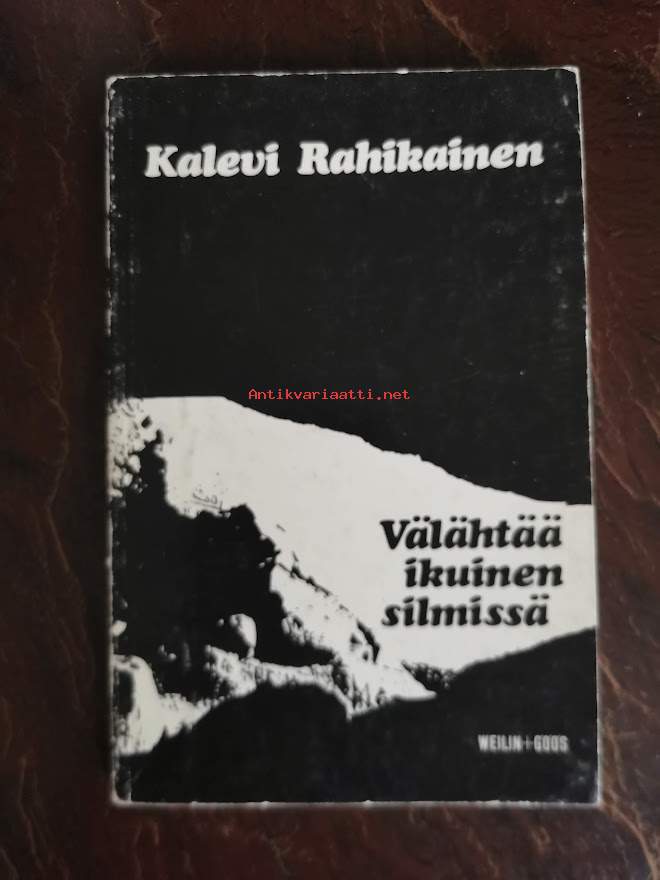 Kalevi Rahikainen
Antikvariaatti.net
Välähtää
ikuinen
silmissä
WEILIN+GÖÖS